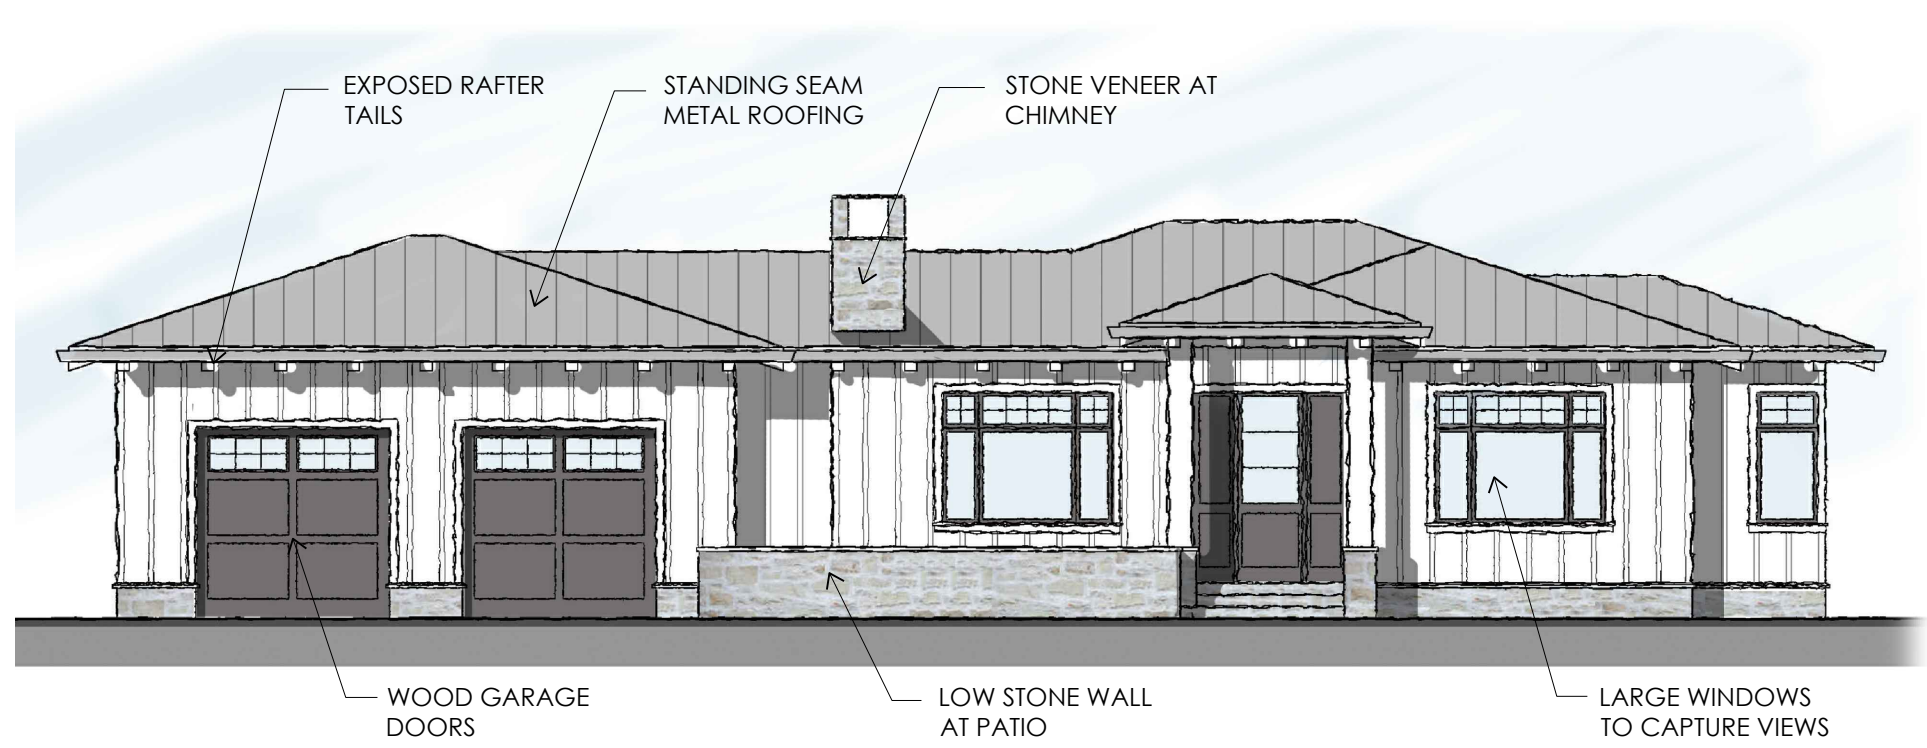 EXPOSED RAFTER
TAILS
STANDING SEAM
METAL ROOFING
STONE VENEER AT
CHIMNEY
WOOD GARAGE
DOORS
LOW STONE WALL
AT PATIO
LARGE WINDOWS
TO CAPTURE VIEWS